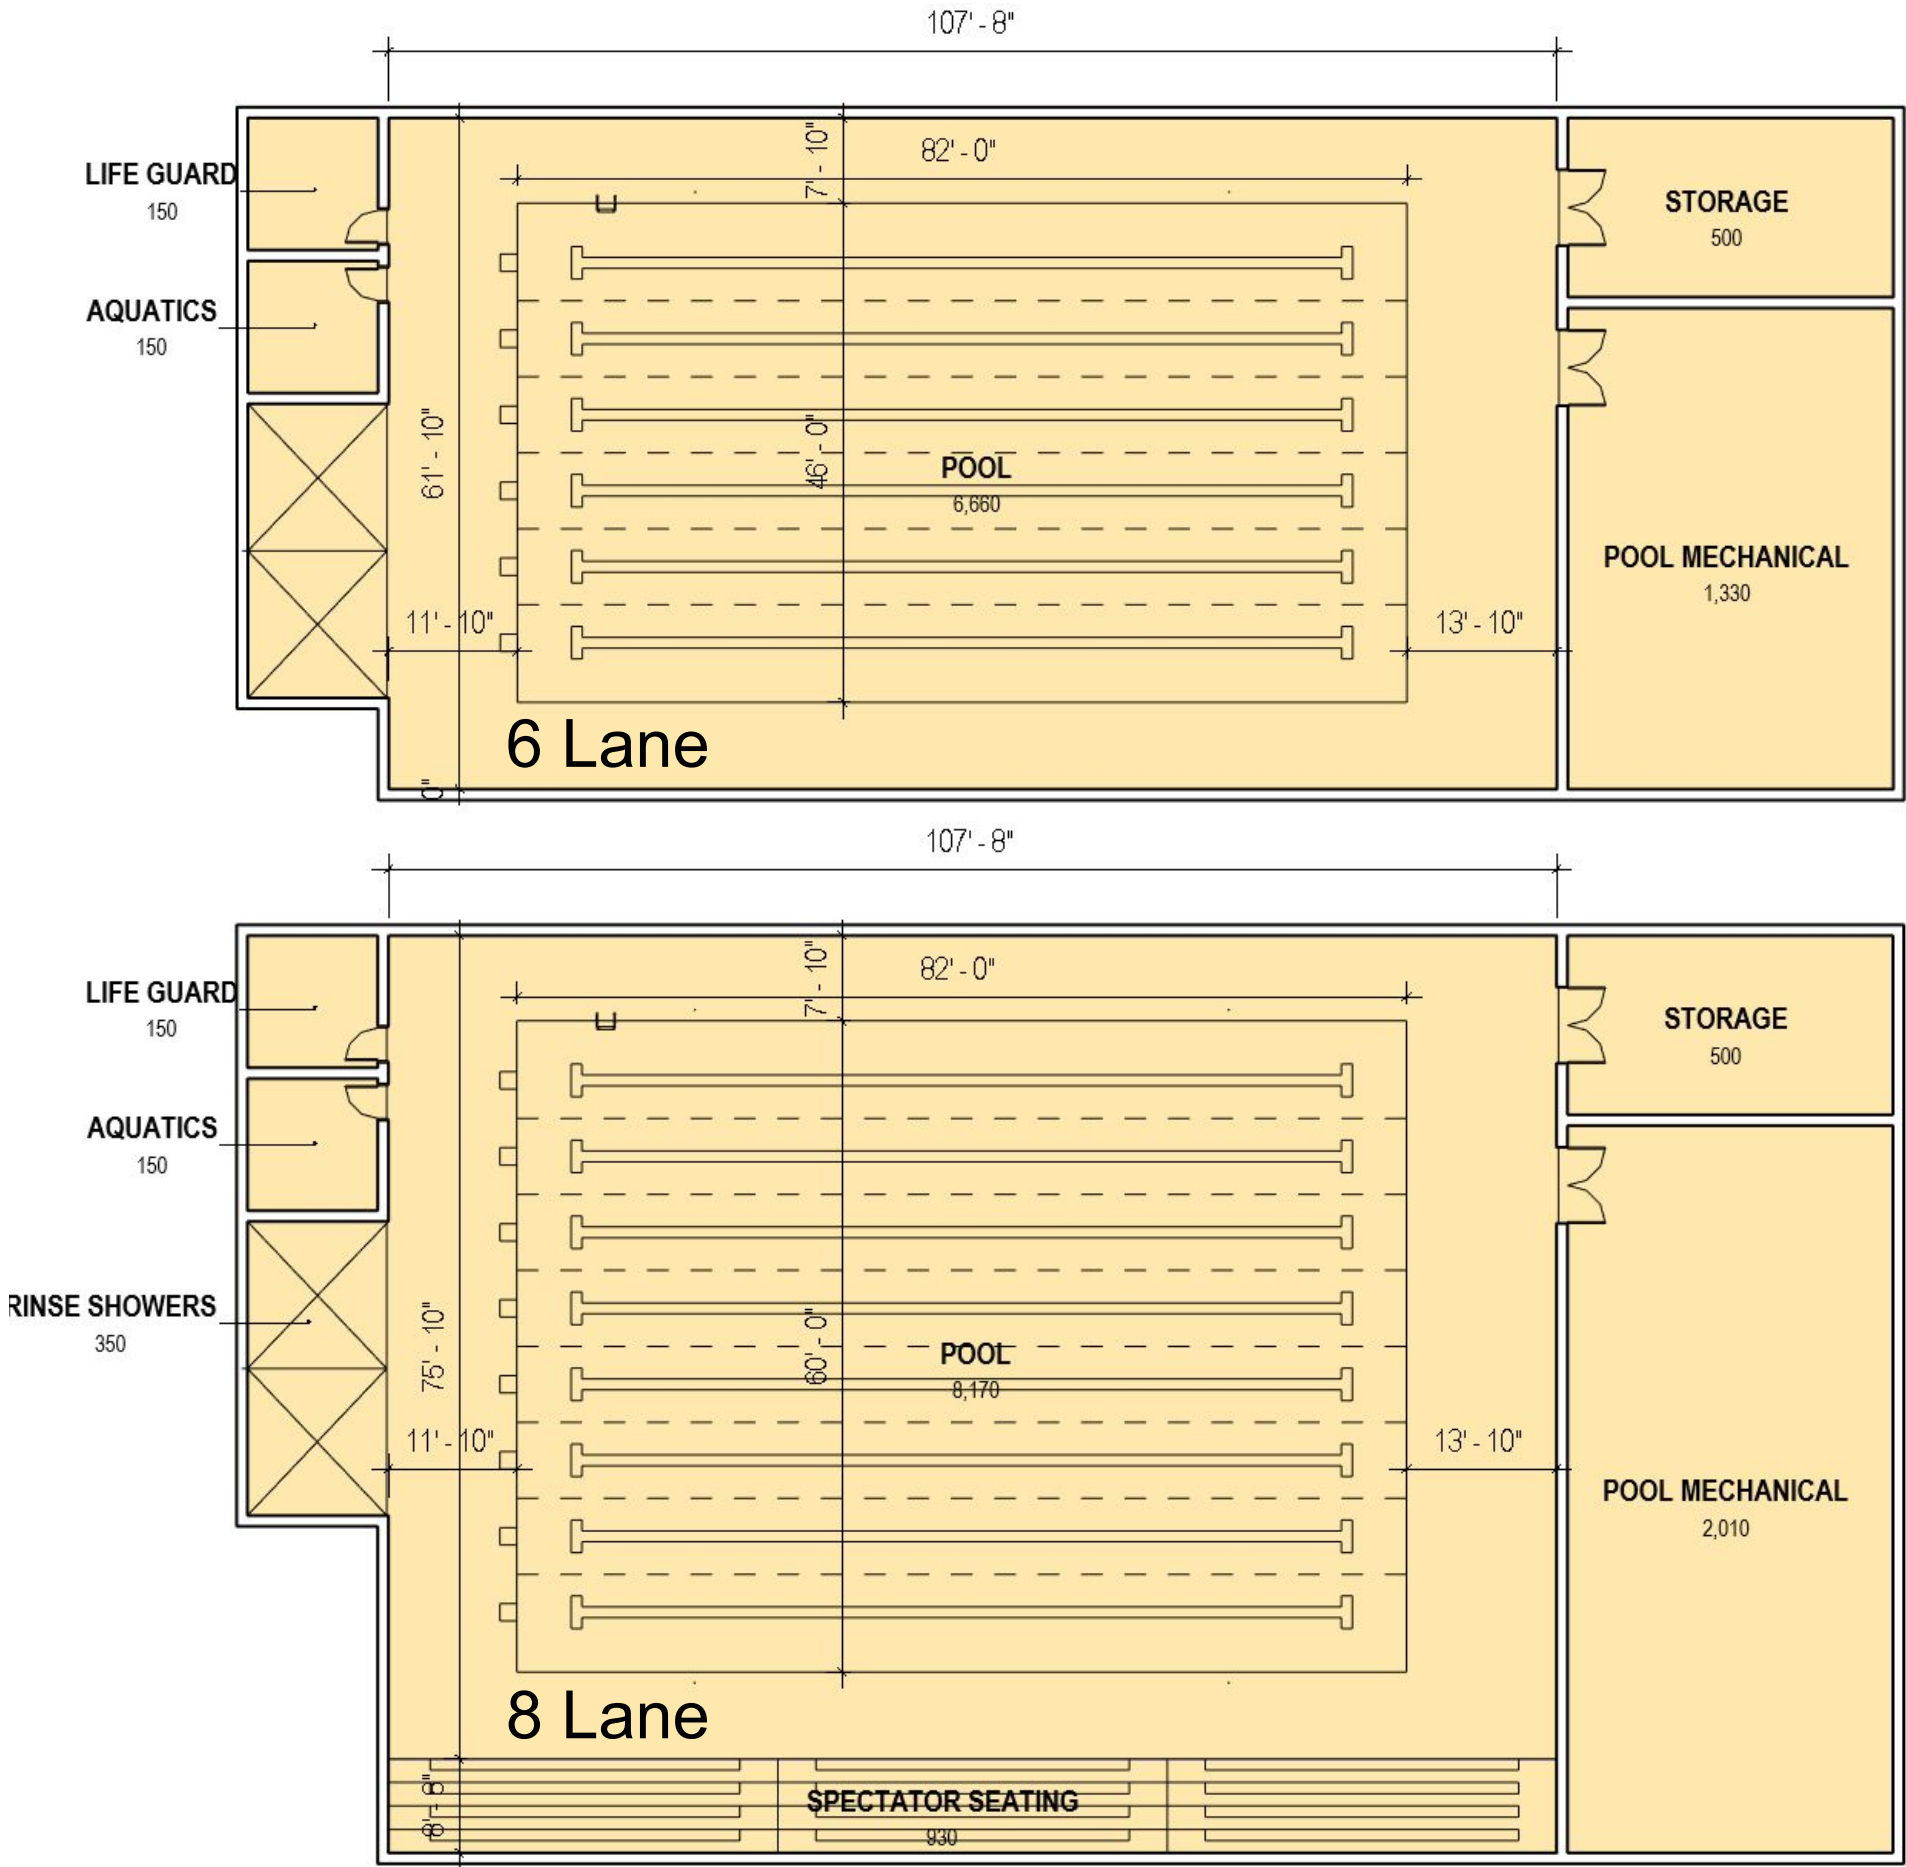 107' - 8"
7' - 10"
82' - 0"
LIFE GUARD
150
STORAGE
500
AQUATICS
150
61' - 10"
46' - 0"
POOL
6,660
POOL MECHANICAL
1,330
11' - 10"
13' - 10"
6 Lane
0"
107' - 8"
7' - 10"
82' - 0"
LIFE GUARD
150
STORAGE
500
AQUATICS
150
RINSE SHOWERS
350
75' - 10"
60' - 0"
POOL
8,170
11' - 10"
13' - 10"
POOL MECHANICAL
2,010
8 Lane
8' - 8"
SPECTATOR SEATING
930